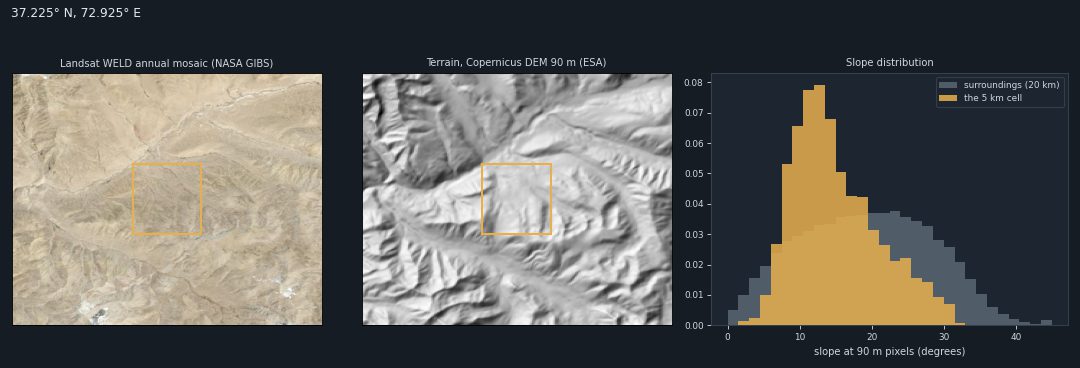 37.225° N, 72.925° E
Landsat WELD annual mosaic (NASA GIBS)
Terrain, Copernicus DEM 90 m (ESA)
Slope distribution
surroundings (20 km)
the 5 km cell
0.08
0.07
0.06
0.05
0.04
0.03
0.02
0.01
0.00
0 10 20 30 40
slope at 90 m pixels (degrees)